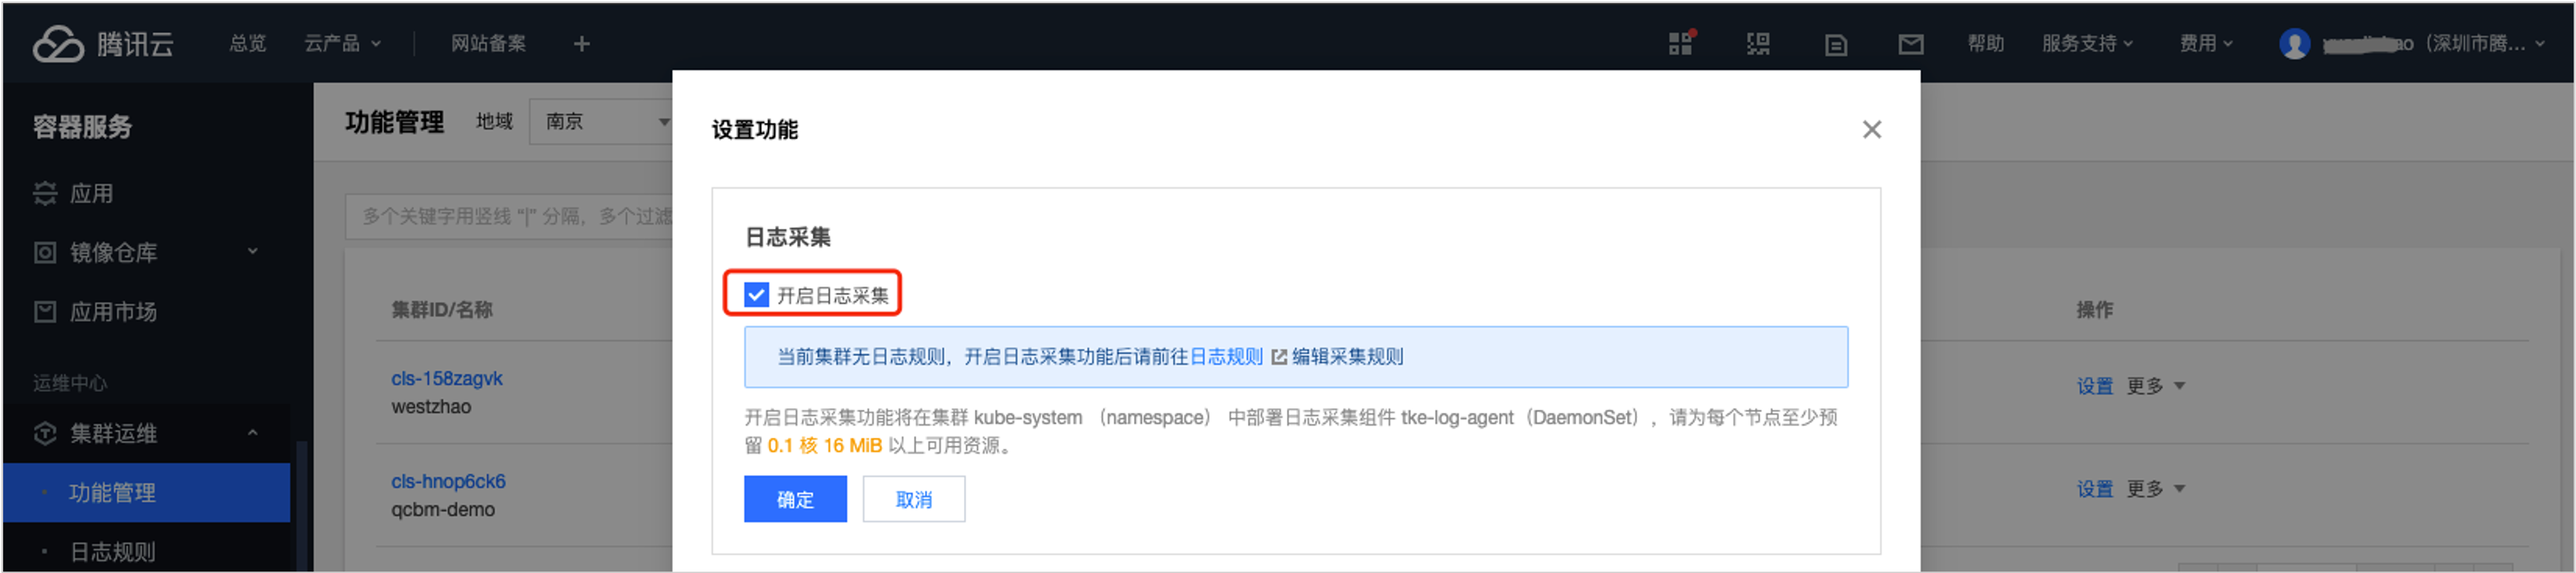 腾讯云 总览 云产品 网站备案 + 帮助 服务支持 费用 (深圳市腾...
容器服务
应用
镜像仓库
应用市场
运维中心
集群运维
功能管理
日志规则
功能管理 地域 南京
多个关键字用竖线 “|” 分隔，多个过滤
集群ID/名称 操作
cls-158zagvk
westzhao
设置 更多
cls-hnop6ck6
qcbm-demo
设置 更多
设置功能
日志采集
开启日志采集
当前集群无日志规则，开启日志采集功能后请前往日志规则 编辑采集规则
开启日志采集功能将在集群 kube-system （namespace） 中部署日志采集组件 tke-log-agent（DaemonSet），请为每个节点至少预
留 0.1 核 16 MiB 以上可用资源。
确定 取消